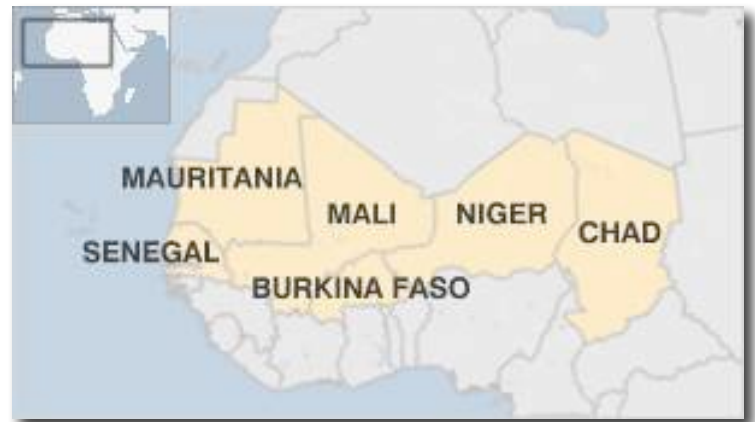 MAURITANIA
MALI
NIGER
CHAD
SENEGAL
BURKINA FASO